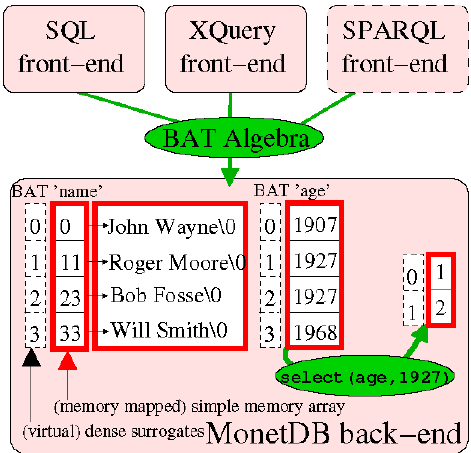 SQL
front-end
XQuery
front-end
SPARQL
front-end
BAT Algebra
BAT 'name'
BAT 'age'
0 0 John Wayne\0 0 1907
1 11 Roger Moore\0 1 1927
2 23 Bob Fosse\0 2 1927
3 33 Will Smith\0 3 1968
0 1
1 2
select(age,1927)
(memory mapped) simple memory array
(virtual) dense surrogates
MonetDB back-end